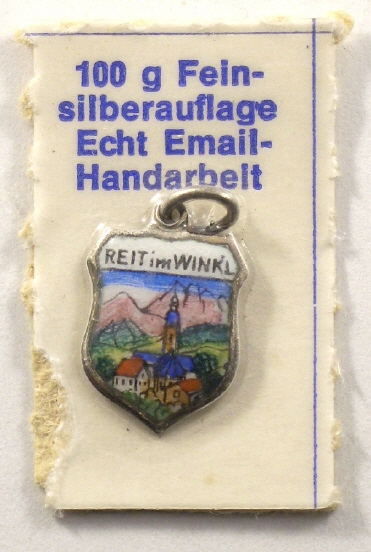 100 g Fein-
silberauflage
Echt Email-
Handarbeit
REIT im WINKL